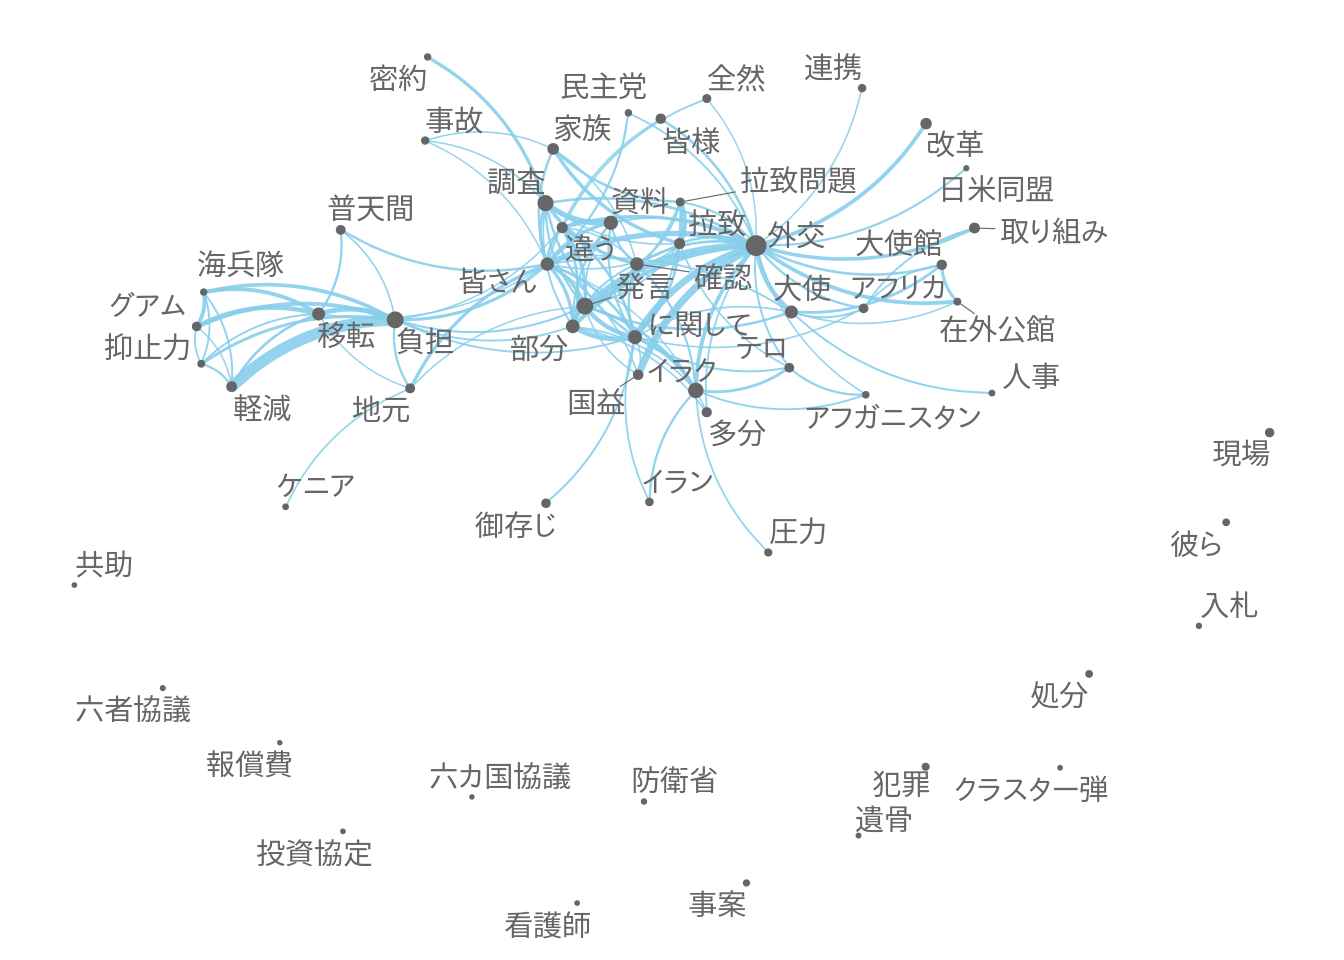 密約
民主党
全然
連携
事故
家族
皆様
改革
調査
資料
拉致問題
日米同盟
普天間
違う
拉致
外交
大使館
取り組み
海兵隊
皆さん
発言
確認
大使
アフリカ
グアム
移転
負担
部分
に関して
テロ
在外公館
抑止力
軽減
地元
国益
イラク
多分
アフガニスタン
人事
現場
ケニア
御存じ
イラン
圧力
彼ら
共助
入札
六者協議
処分
報償費
六カ国協議
防衛省
犯罪
クラスター弾
遺骨
投資協定
看護師
事案